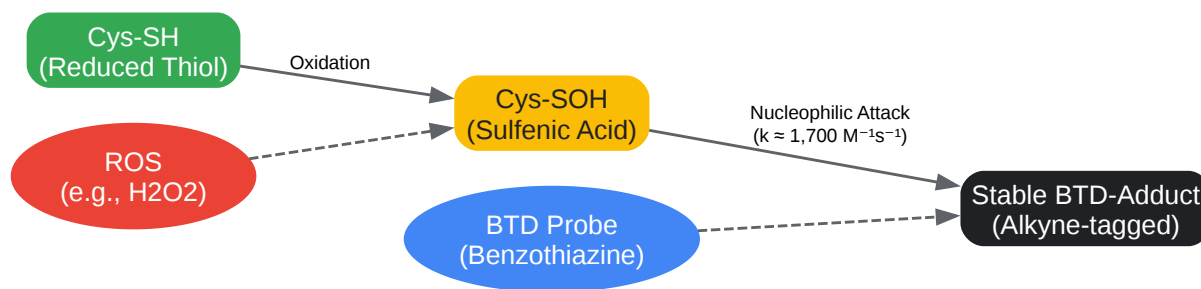 Cys-SH
(Reduced Thiol)
Oxidation
ROS
(e.g., H2O2)
Cys-SOH
(Sulfenic Acid)
Nucleophilic Attack
(k ≈ 1,700 M⁻¹s⁻¹)
BTD Probe
(Benzothiazine)
Stable BTD-Adduct
(Alkyne-tagged)